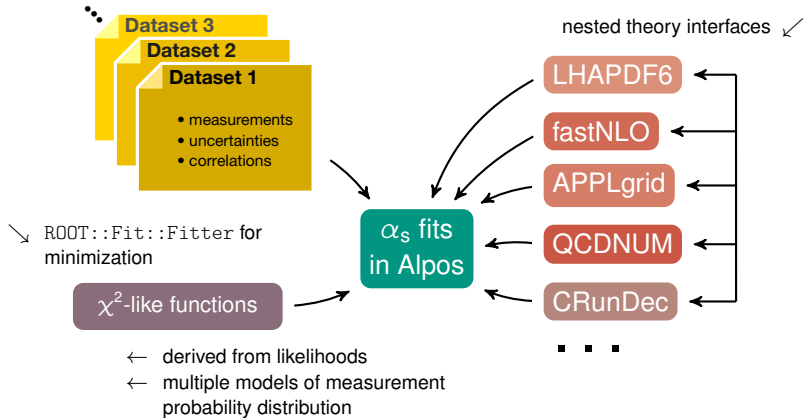 Dataset 3
Dataset 2
Dataset 1
• measurements
• uncertainties
• correlations
↘ ROOT::Fit::Fitter for
minimization
χ²-like functions
← derived from likelihoods
← multiple models of measurement
probability distribution
αs fits
in Alpos
nested theory interfaces ↙
LHAPDF6
fastNLO
APPLgrid
QCDNUM
CRunDec
. . .